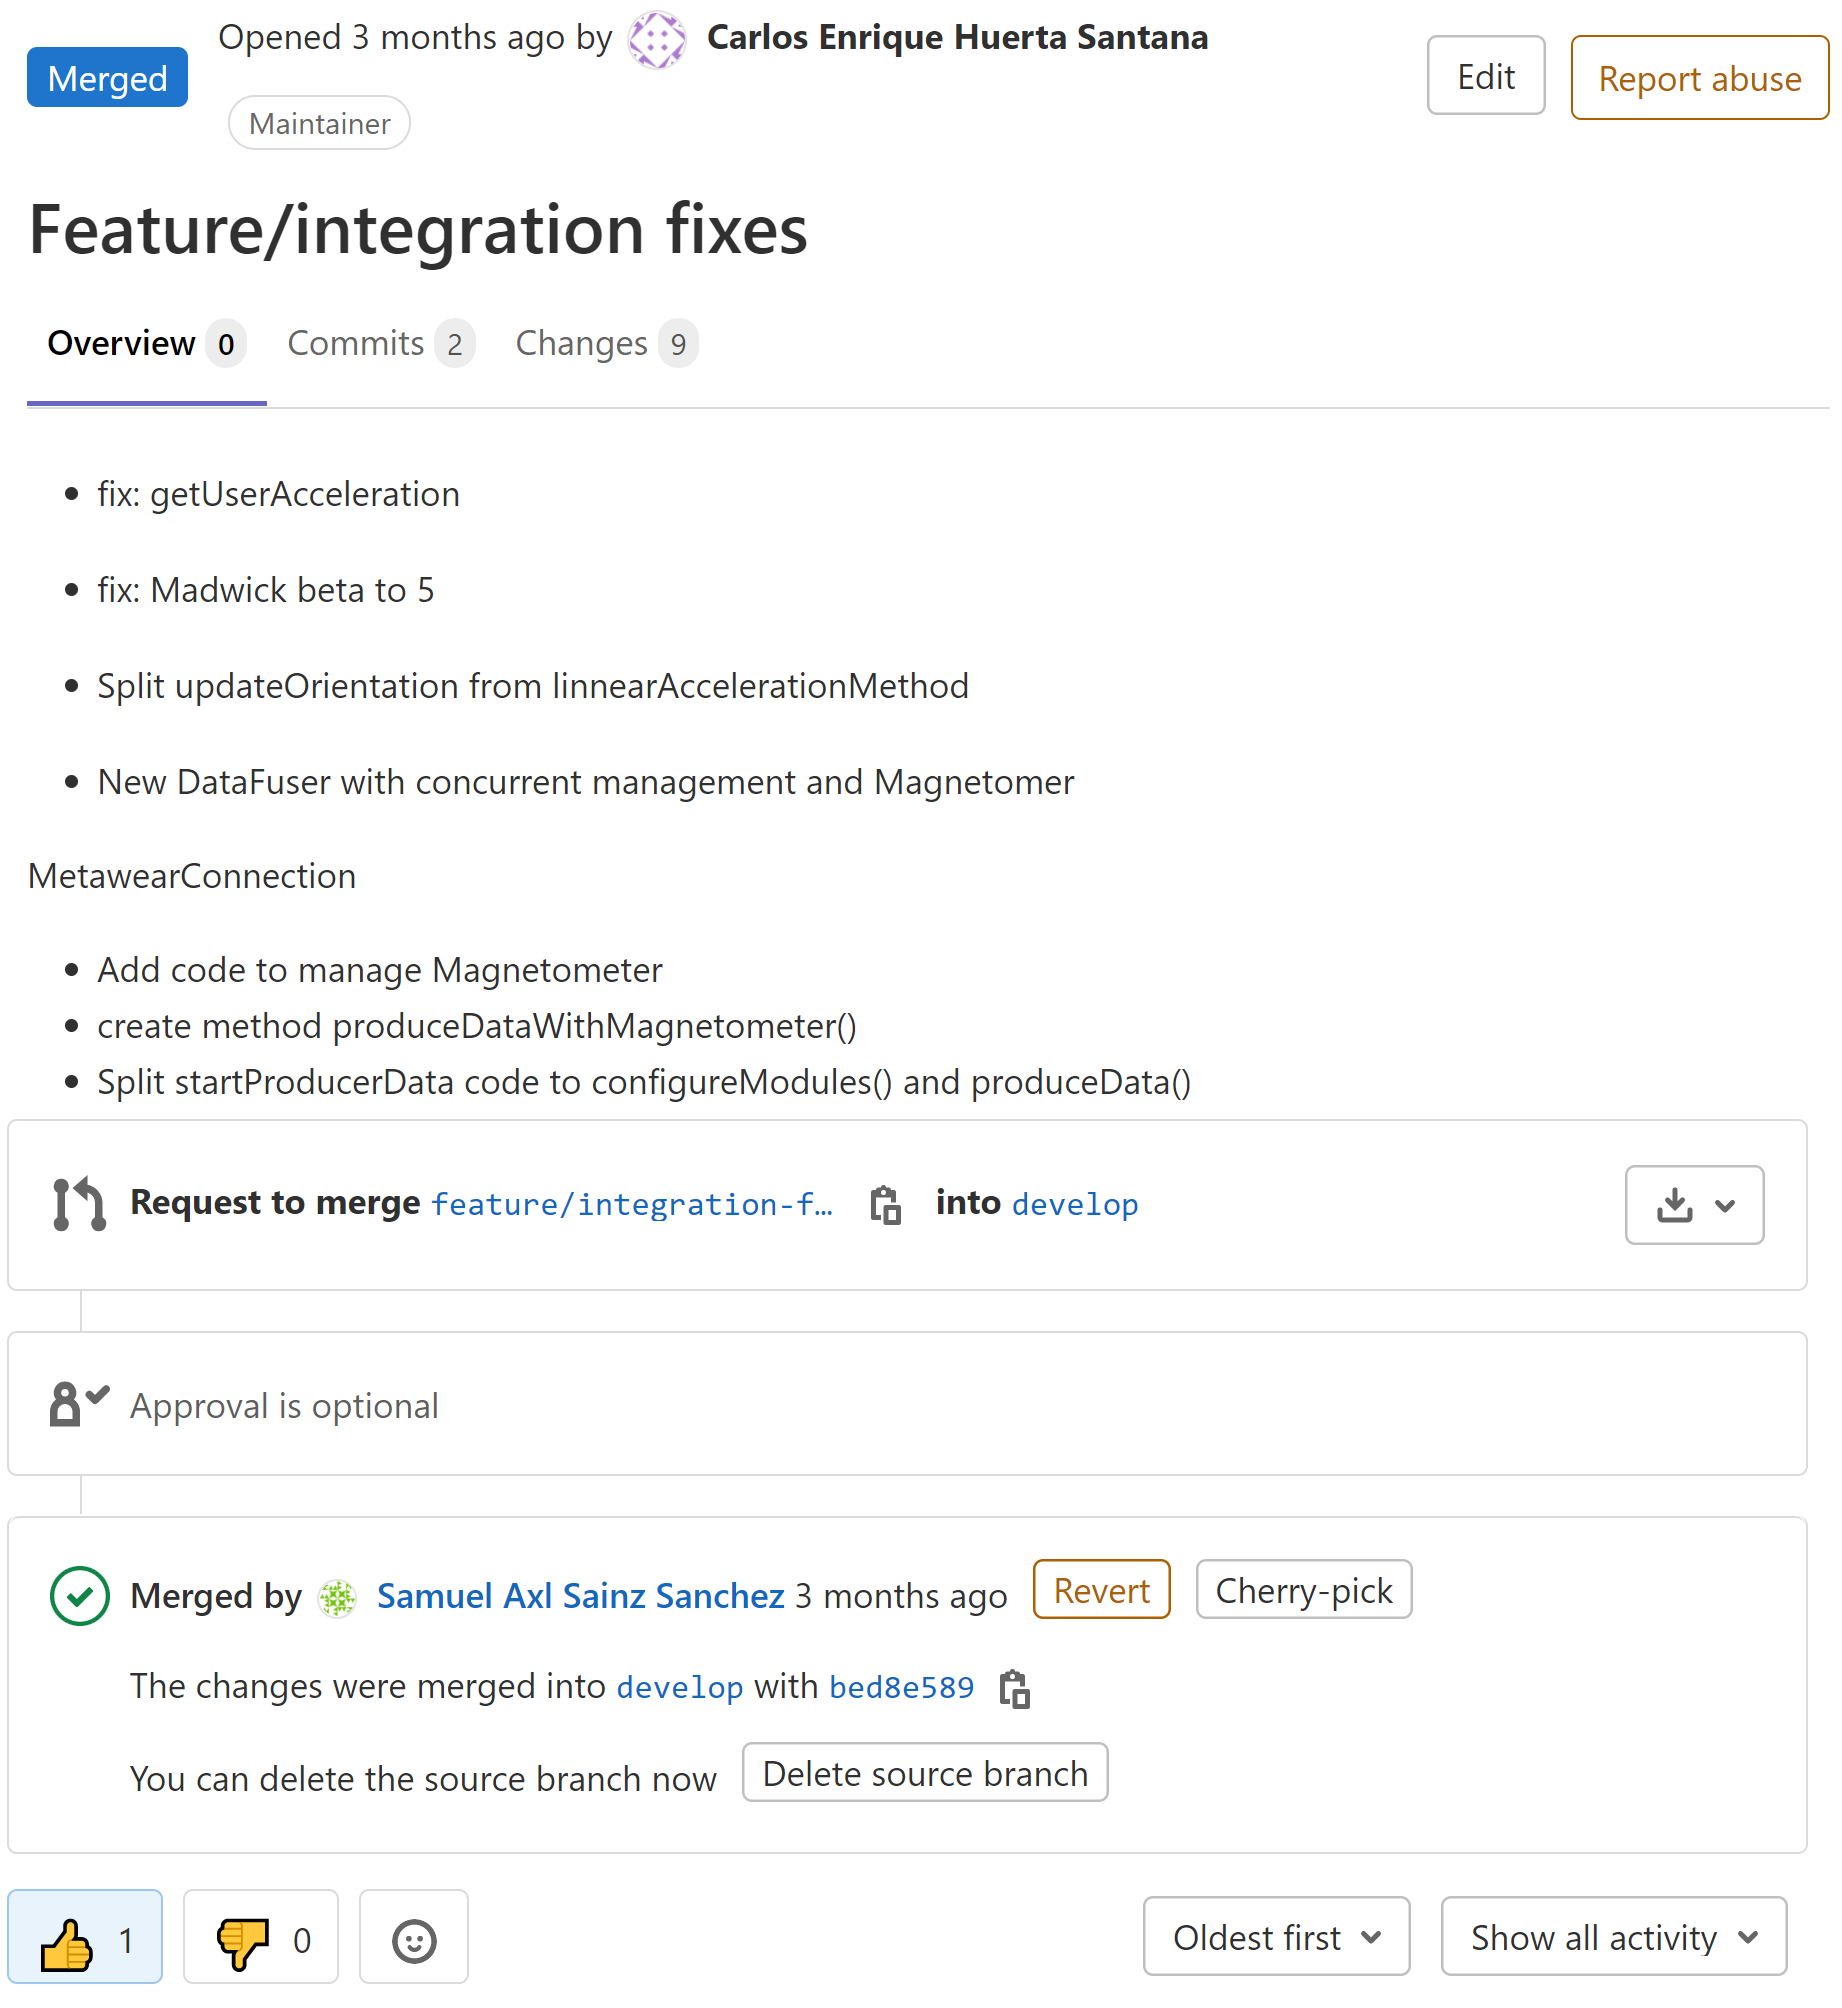 Merged
Opened 3 months ago by Carlos Enrique Huerta Santana
Maintainer
Edit
Report abuse
Feature/integration fixes
Overview 0 Commits 2 Changes 9
• fix: getUserAcceleration
• fix: Madwick beta to 5
• Split updateOrientation from linnearAccelerationMethod
• New DataFuser with concurrent management and Magnetomer
MetawearConnection
• Add code to manage Magnetometer
• create method produceDataWithMagnetometer()
• Split startProducerData code to configureModules() and produceData()
Request to merge feature/integration-f… into develop
Approval is optional
Merged by Samuel Axl Sainz Sanchez 3 months ago Revert Cherry-pick
The changes were merged into develop with bed8e589
You can delete the source branch now Delete source branch
1 0 Oldest first Show all activity